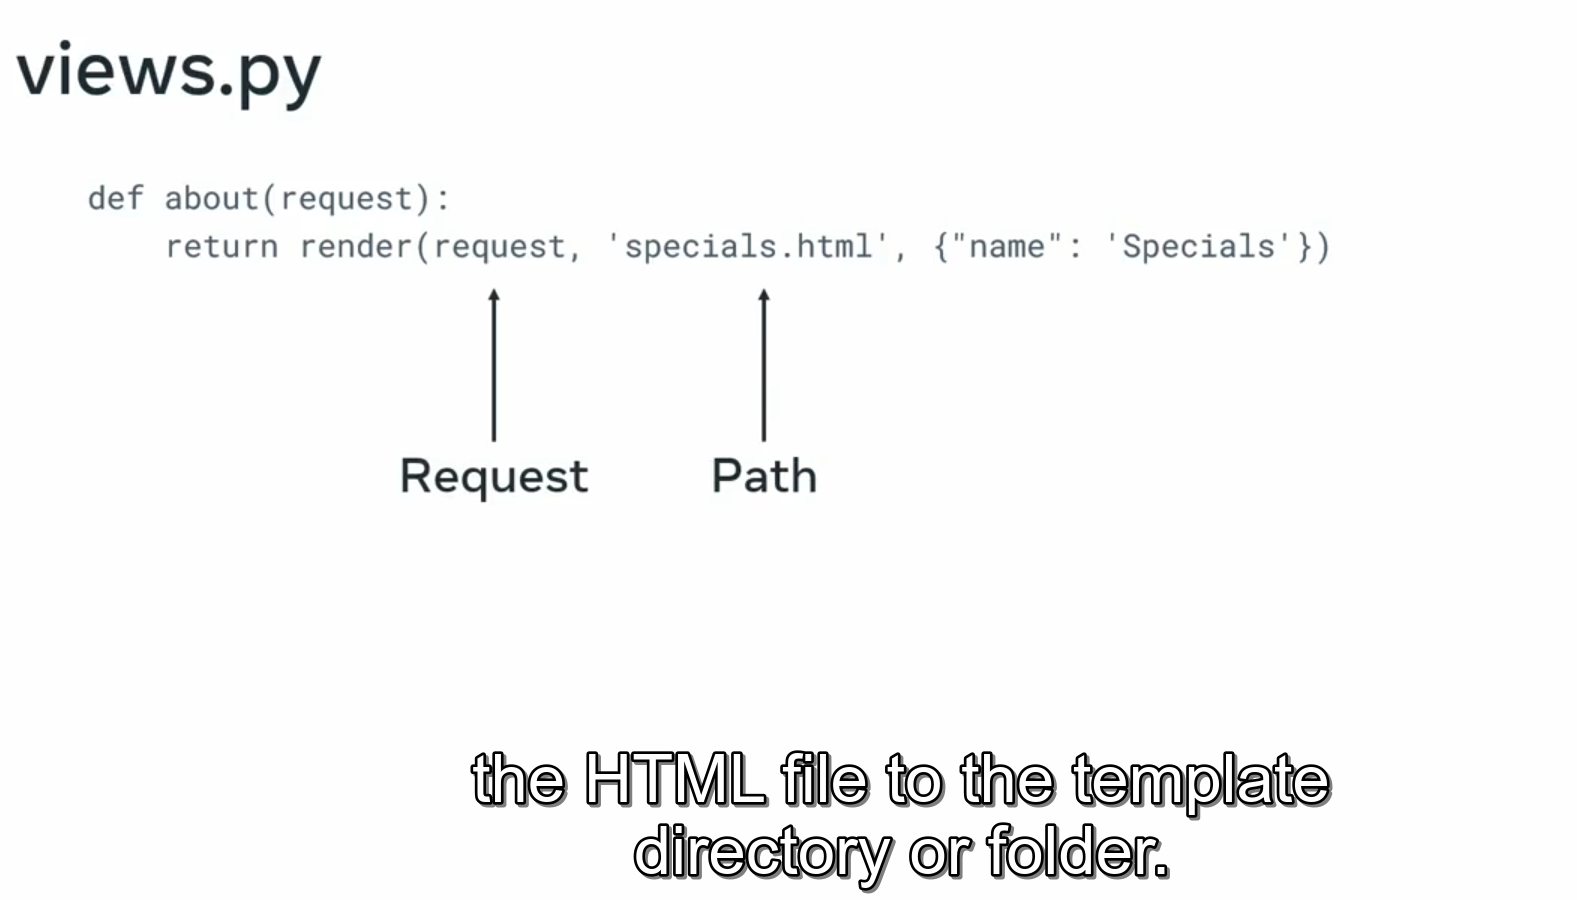 views.py
def about(request):
return render(request, 'specials.html', {"name": 'Specials'})
Request Path
the HTML file to the template
directory or folder.